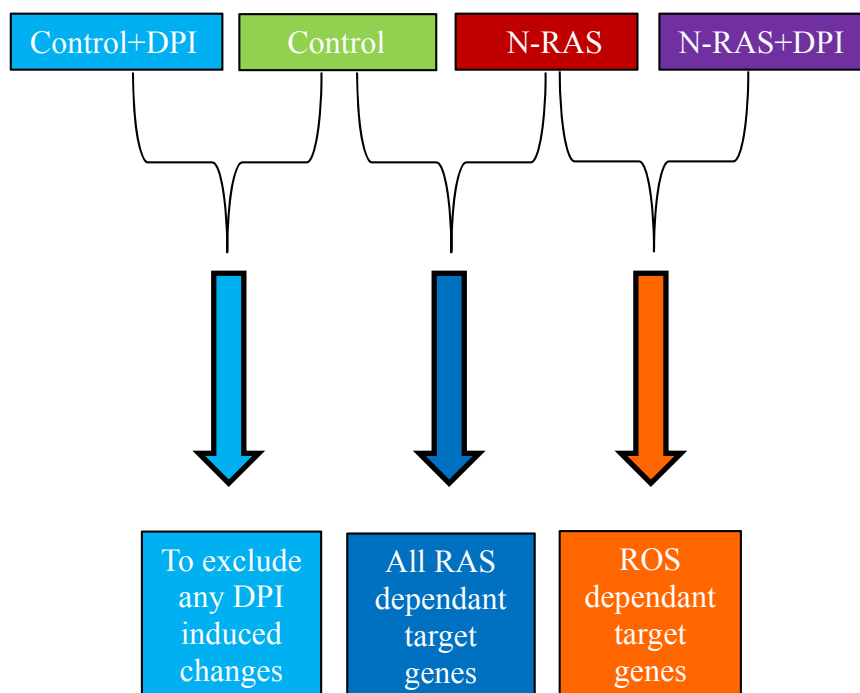 Control+DPI
Control
N-RAS
N-RAS+DPI
To exclude
any DPI
induced
changes
All RAS
dependant
target
genes
ROS
dependant
target
genes